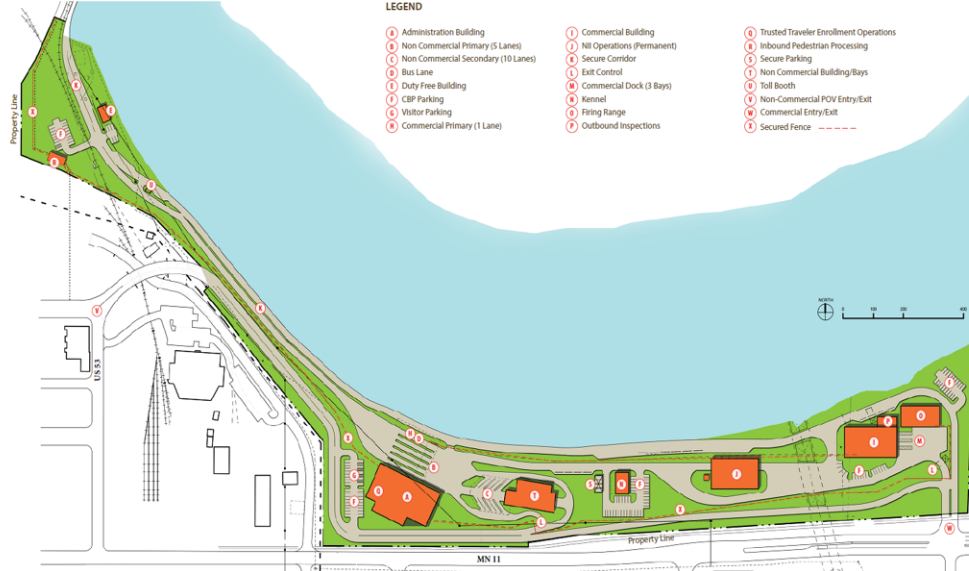 LEGEND
A Administration Building
B Non Commercial Primary (5 Lanes)
C Non Commercial Secondary (10 Lanes)
D Bus Lane
E Duty Free Building
F CBP Parking
G Visitor Parking
H Commercial Primary (1 Lane)
I Commercial Building
J NII Operations (Permanent)
K Secure Corridor
L Exit Control
M Commercial Dock (3 Bays)
N Kennel
O Firing Range
P Outbound Inspections
Q Trusted Traveler Enrollment Operations
R Inbound Pedestrian Processing
S Secure Parking
T Non Commercial Building/Bays
U Toll Booth
V Non-Commercial POV Entry/Exit
W Commercial Entry/Exit
X Secured Fence
Property Line
K
E
X
F
U
K
V
US 53
NORTH
0 100 200 400
F
H
D
B
G
F
Q A
C
T
S
N
F
J
P
O
I
M
F
L
X
L
W
Property Line
MN 11